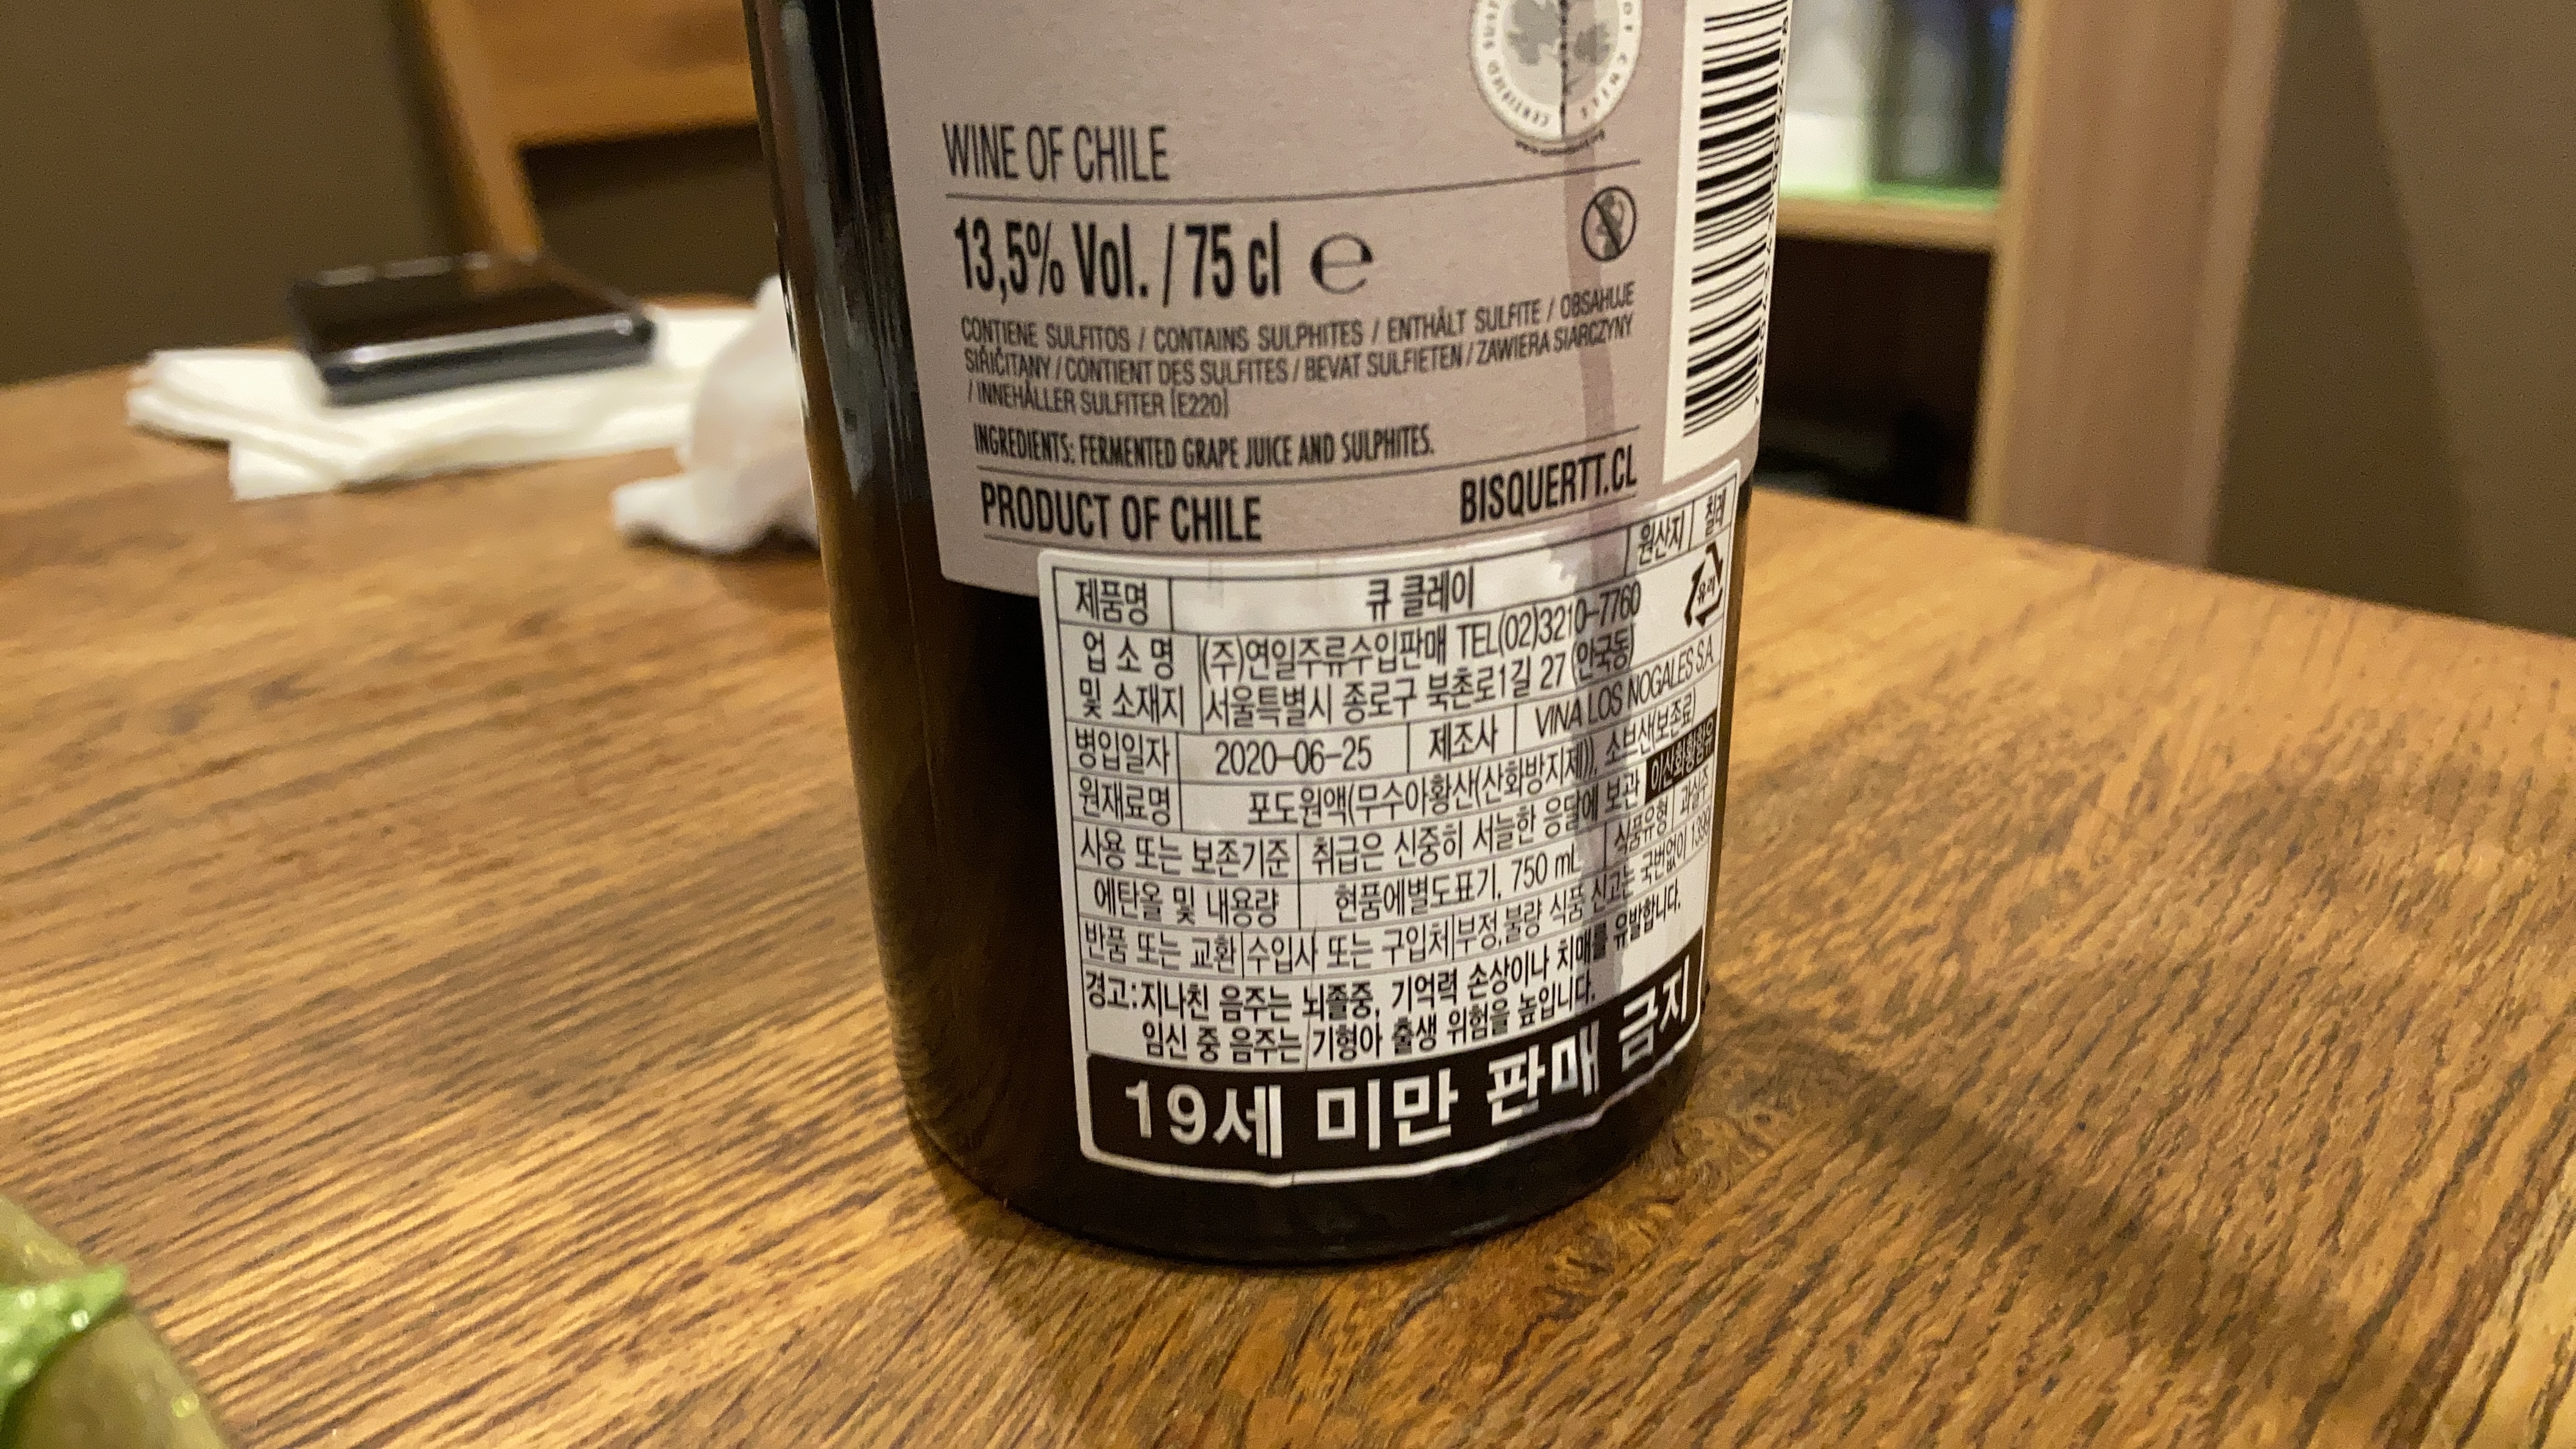 WINE OF CHILE
13,5% Vol. / 75 cl ℮
CONTIENE SULFITOS / CONTAINS SULPHITES / ENTHÄLT SULFITE / OBSAHUJE
SIŘIČITANY / CONTIENT DES SULFITES / BEVAT SULFIETEN / ZAWIERA SIARCZYNY
/ INNEHÅLLER SULFITER [E220]
INGREDIENTS: FERMENTED GRAPE JUICE AND SULPHITES.
PRODUCT OF CHILE BISQUERTT.CL
제품명 큐 클레이 원산지 칠레
유리
업 소 명 (주)연일주류수입판매 TEL(02)3210-7760
및 소재지 서울특별시 종로구 북촌로1길 27 (안국동)
병입일자 2020-06-25 제조사 VINA LOS NOGALES S.A.
원재료명 포도원액(무수아황산(산화방지제)), 소브산(보존료)
사용 또는 보존기준 취급은 신중히 서늘한 응달에 보관 이산화황함유
에탄올 및 내용량 현품에별도표기, 750 mL 식품유형 과실주
반품 또는 교환 수입사 또는 구입처 부정,불량 식품 신고는 국번없이 1399
경고:지나친 음주는 뇌졸중, 기억력 손상이나 치매를 유발합니다.
임신 중 음주는 기형아 출생 위험을 높입니다.
19세 미만 판매 금지